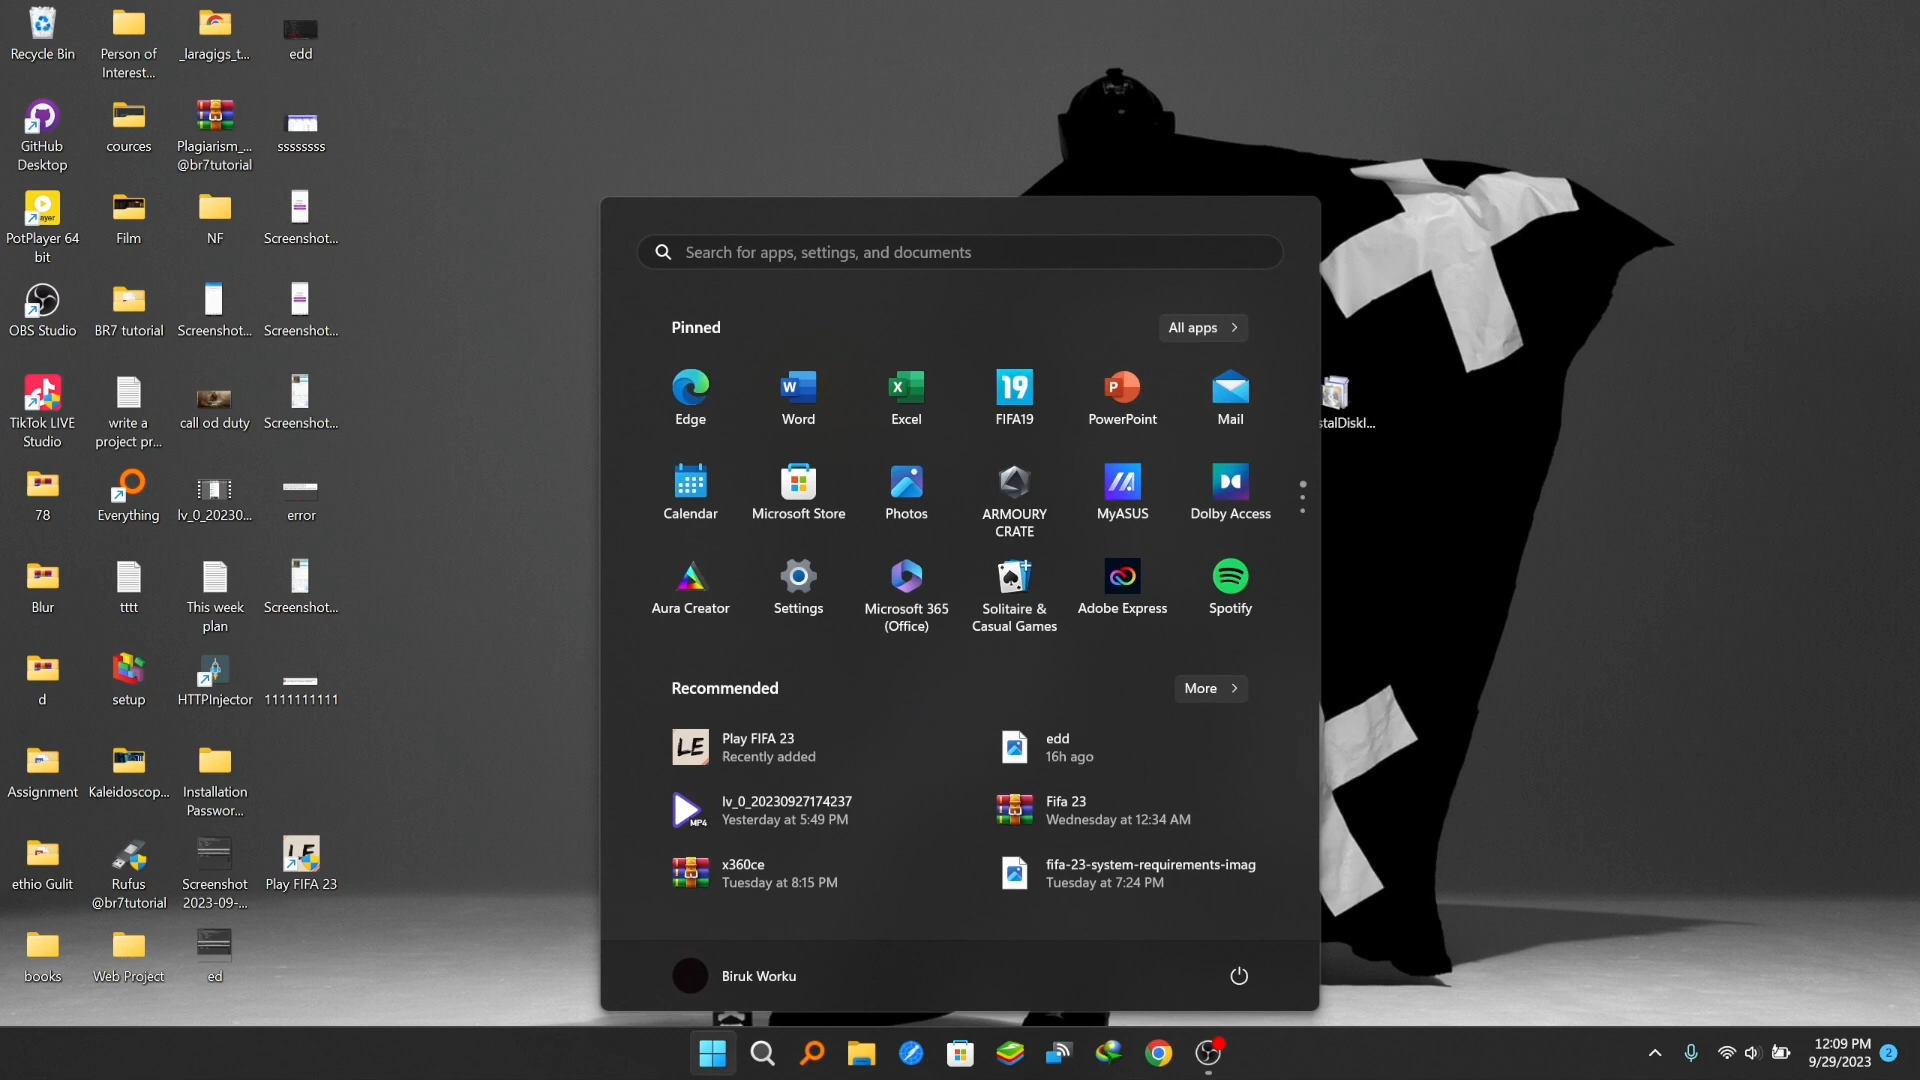 Recycle Bin
Person of
Interest...
_laragigs_t...
edd
GitHub
Desktop
cources
Plagiarism_...
@br7tutorial
ssssssss
PotPlayer 64
bit
Film
NF
Screenshot...
OBS Studio
BR7 tutorial
Screenshot...
Screenshot...
TikTok LIVE
Studio
write a
project pr...
call od duty
Screenshot...
78
Everything
lv_0_20230...
error
Blur
tttt
This week
plan
Screenshot...
d
setup
HTTPInjector
1111111111
Assignment
Kaleidoscop...
Installation
Passwor...
ethio Gulit
Rufus
@br7tutorial
Screenshot
2023-09-...
Play FIFA 23
books
Web Project
ed
stalDiskI...
Search for apps, settings, and documents
Pinned
All apps
Edge
Word
Excel
FIFA19
PowerPoint
Mail
Calendar
Microsoft Store
Photos
ARMOURY
CRATE
MyASUS
Dolby Access
Aura Creator
Settings
Microsoft 365
(Office)
Solitaire &
Casual Games
Adobe Express
Spotify
Recommended
More
Play FIFA 23
Recently added
edd
16h ago
lv_0_20230927174237
Yesterday at 5:49 PM
Fifa 23
Wednesday at 12:34 AM
x360ce
Tuesday at 8:15 PM
fifa-23-system-requirements-imag
Tuesday at 7:24 PM
Biruk Worku
12:09 PM
9/29/2023
2